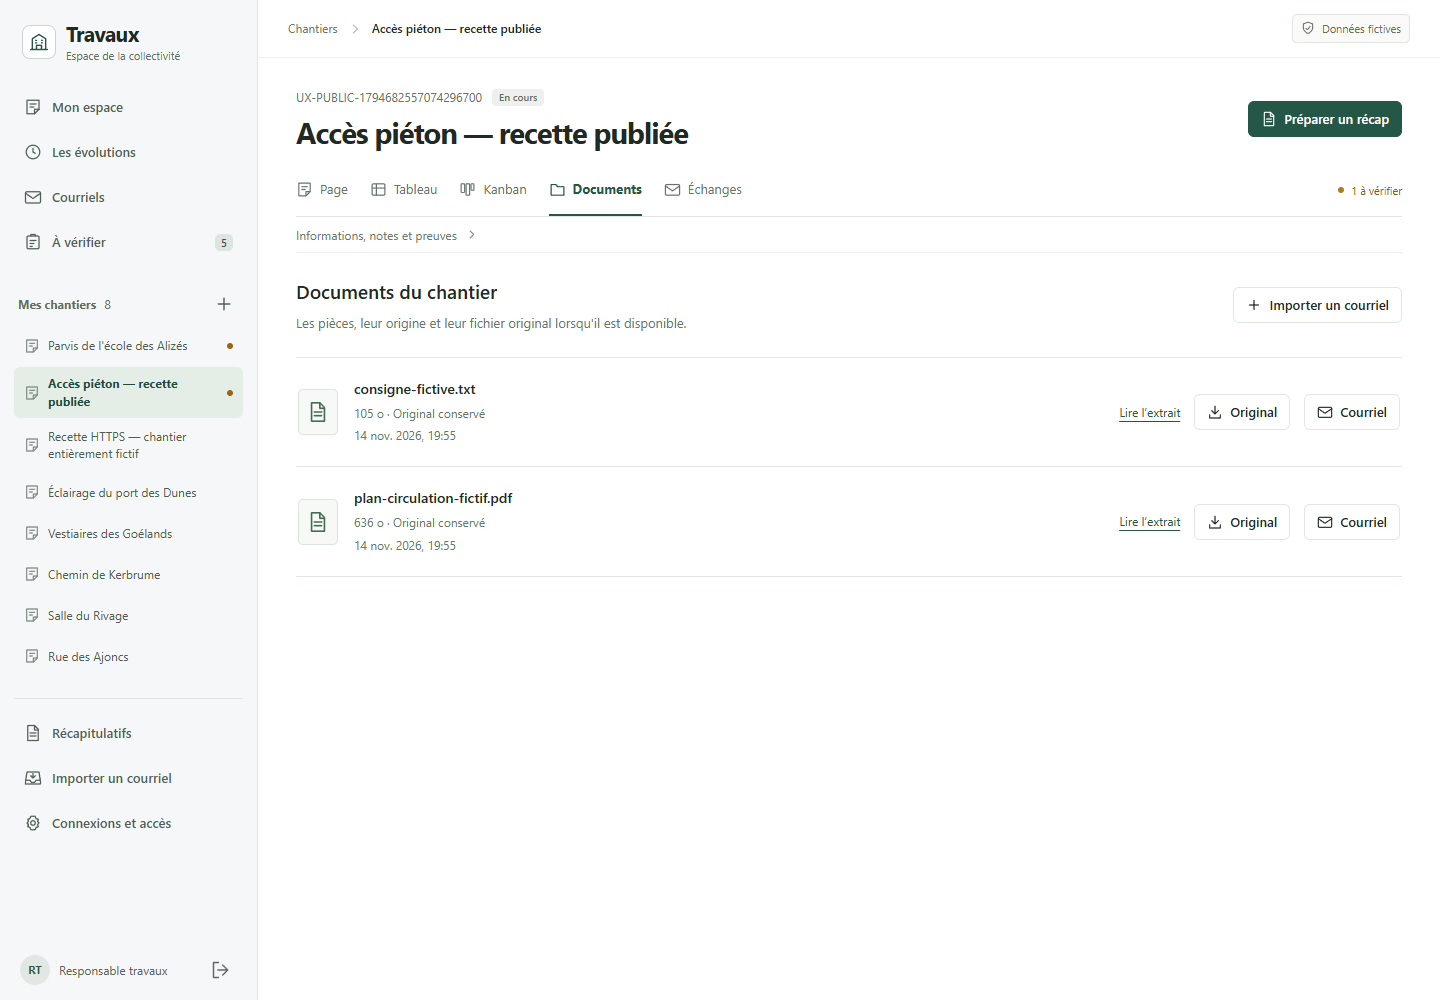 Travaux
Espace de la collectivité
Mon espace
Les évolutions
Courriels
À vérifier 5
Mes chantiers 8
Parvis de l'école des Alizés
Accès piéton — recette
publiée
Recette HTTPS — chantier
entièrement fictif
Éclairage du port des Dunes
Vestiaires des Goélands
Chemin de Kerbrume
Salle du Rivage
Rue des Ajoncs
Récapitulatifs
Importer un courriel
Connexions et accès
RT Responsable travaux
Chantiers Accès piéton — recette publiée
Données fictives
UX-PUBLIC-1794682557074296700 En cours
Accès piéton — recette publiée
Préparer un récap
Page Tableau Kanban Documents Échanges
1 à vérifier
Informations, notes et preuves
Documents du chantier
Les pièces, leur origine et leur fichier original lorsqu'il est disponible.
Importer un courriel
consigne-fictive.txt
105 o · Original conservé
14 nov. 2026, 19:55
Lire l'extrait Original Courriel
plan-circulation-fictif.pdf
636 o · Original conservé
14 nov. 2026, 19:55
Lire l'extrait Original Courriel